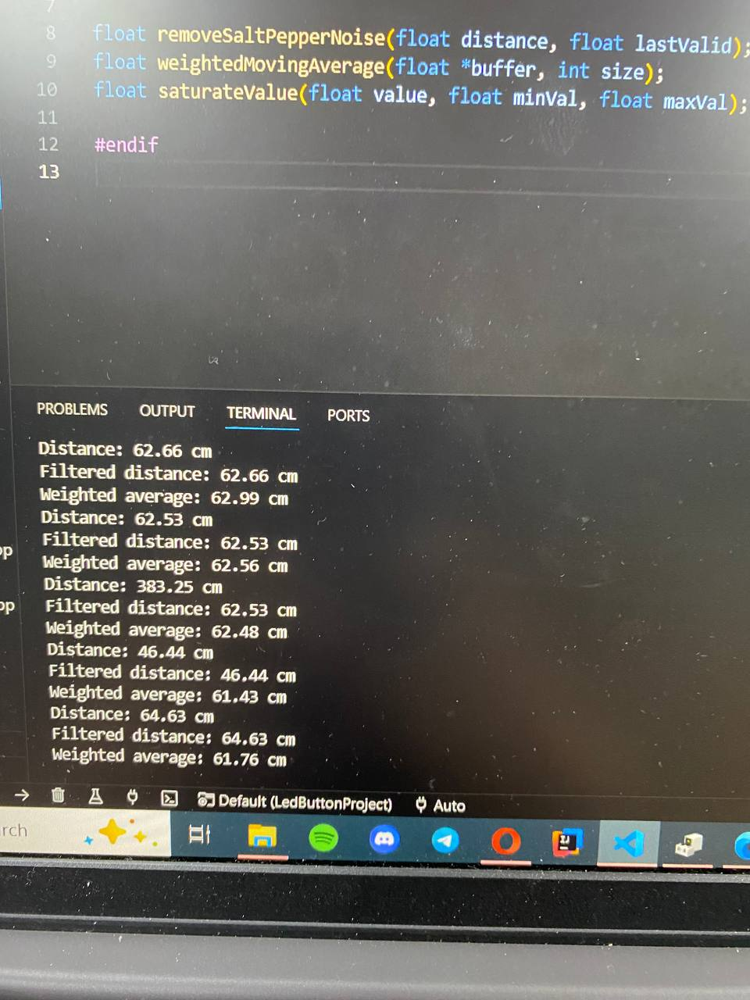 7
8 float removeSaltPepperNoise(float distance, float lastValid);
9 float weightedMovingAverage(float *buffer, int size);
10 float saturateValue(float value, float minVal, float maxVal);
11
12 #endif
13
PROBLEMS OUTPUT TERMINAL PORTS
Distance: 62.66 cm
Filtered distance: 62.66 cm
Weighted average: 62.99 cm
Distance: 62.53 cm
Filtered distance: 62.53 cm
pp
Weighted average: 62.56 cm
Distance: 383.25 cm
pp
Filtered distance: 62.53 cm
Weighted average: 62.48 cm
Distance: 46.44 cm
Filtered distance: 46.44 cm
Weighted average: 61.43 cm
Distance: 64.63 cm
Filtered distance: 64.63 cm
Weighted average: 61.76 cm
Default (LedButtonProject) Auto
rch